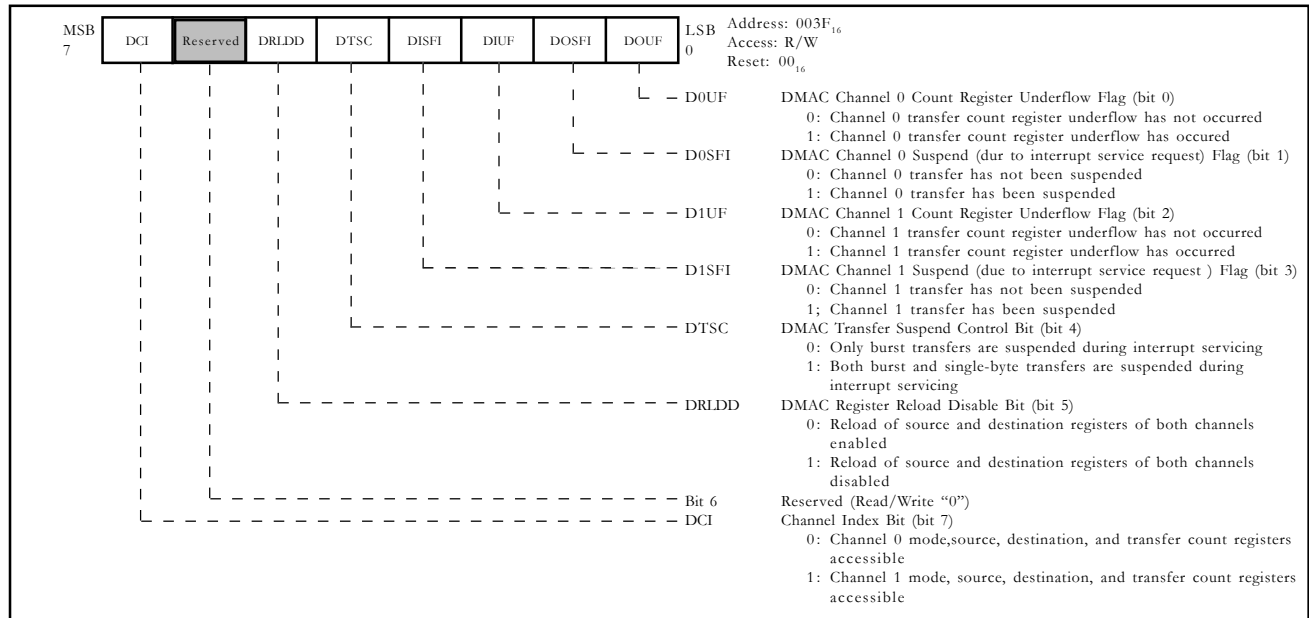 MSB
7
DCI Reserved DRLDD DTSC DISFI DIUF DOSFI DOUF
LSB
0
Address: 003F₁₆
Access: R/W
Reset: 00₁₆
D0UF DMAC Channel 0 Count Register Underflow Flag (bit 0)
0: Channel 0 transfer count register underflow has not occurred
1: Channel 0 transfer count register underflow has occured
D0SFI DMAC Channel 0 Suspend (dur to interrupt service request) Flag (bit 1)
0: Channel 0 transfer has not been suspended
1: Channel 0 transfer has been suspended
D1UF DMAC Channel 1 Count Register Underflow Flag (bit 2)
0: Channel 1 transfer count register underflow has not occurred
1: Channel 1 transfer count register underflow has occurred
D1SFI DMAC Channel 1 Suspend (due to interrupt service request ) Flag (bit 3)
0: Channel 1 transfer has not been suspended
1; Channel 1 transfer has been suspended
DTSC DMAC Transfer Suspend Control Bit (bit 4)
0: Only burst transfers are suspended during interrupt servicing
1: Both burst and single-byte transfers are suspended during
interrupt servicing
DRLDD DMAC Register Reload Disable Bit (bit 5)
0: Reload of source and destination registers of both channels
enabled
1: Reload of source and destination registers of both channels
disabled
Bit 6 Reserved (Read/Write “0”)
DCI Channel Index Bit (bit 7)
0: Channel 0 mode,source, destination, and transfer count registers
accessible
1: Channel 1 mode, source, destination, and transfer count registers
accessible